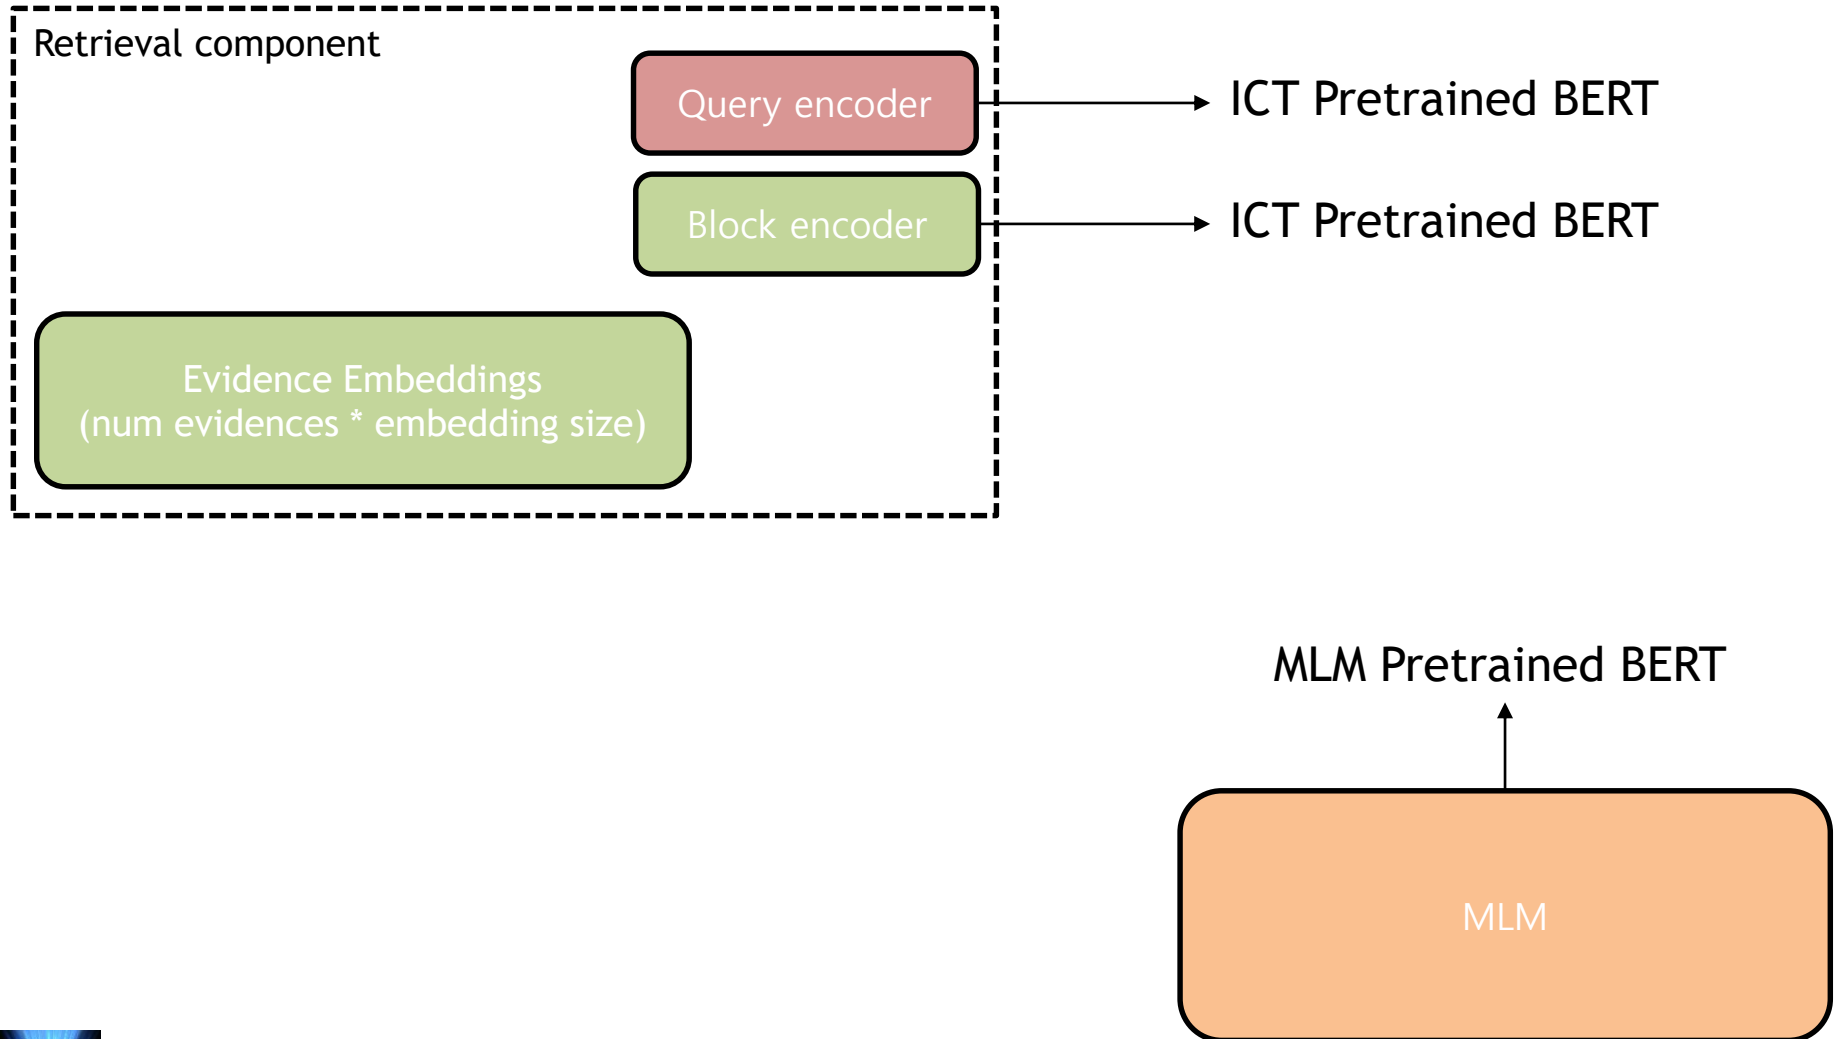 Retrieval component
Query encoder
ICT Pretrained BERT
Block encoder
ICT Pretrained BERT
Evidence Embeddings
(num evidences * embedding size)
MLM Pretrained BERT
MLM